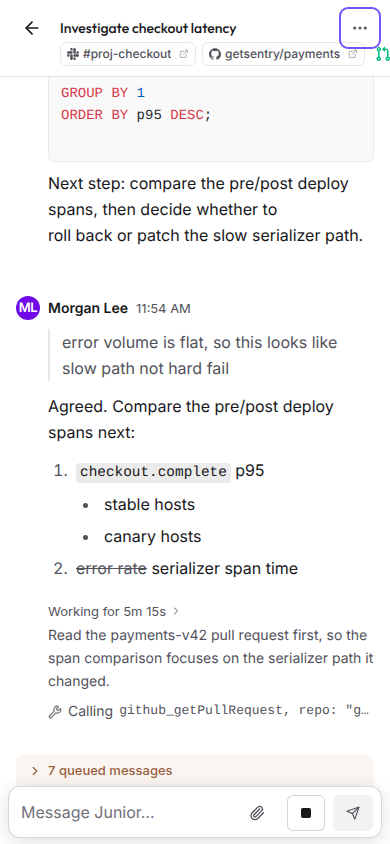 Investigate checkout latency
#proj-checkout
getsentry/payments
GROUP BY 1
ORDER BY p95 DESC;
Next step: compare the pre/post deploy
spans, then decide whether to
roll back or patch the slow serializer path.
ML Morgan Lee 11:54 AM
error volume is flat, so this looks like
slow path not hard fail
Agreed. Compare the pre/post deploy
spans next:
1. checkout.complete p95
• stable hosts
• canary hosts
2. error rate serializer span time
Working for 5m 15s
Read the payments-v42 pull request first, so the
span comparison focuses on the serializer path it
changed.
Calling github_getPullRequest, repo: "g…
7 queued messages
Message Junior...